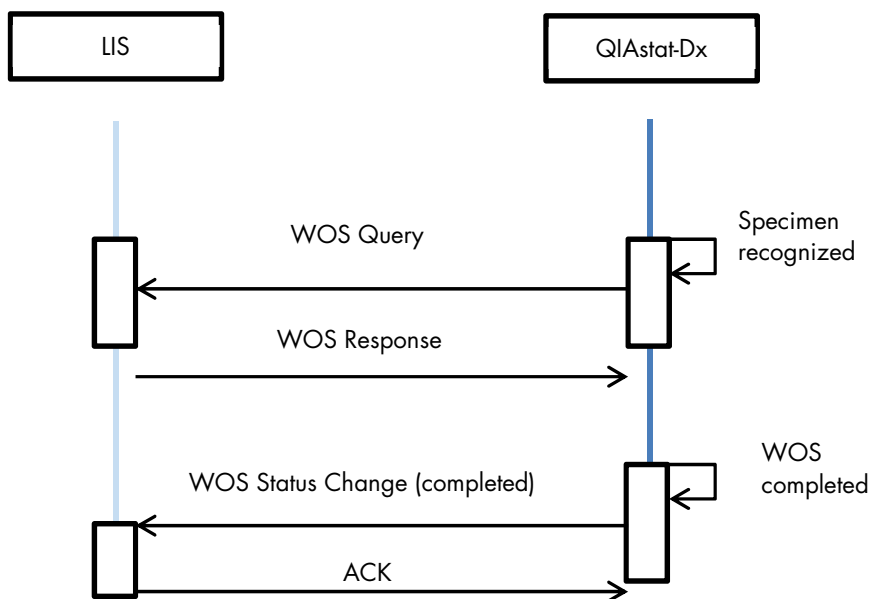 LIS
QIAstat-Dx
WOS Query
Specimen
recognized
WOS Response
WOS Status Change (completed)
WOS
completed
ACK